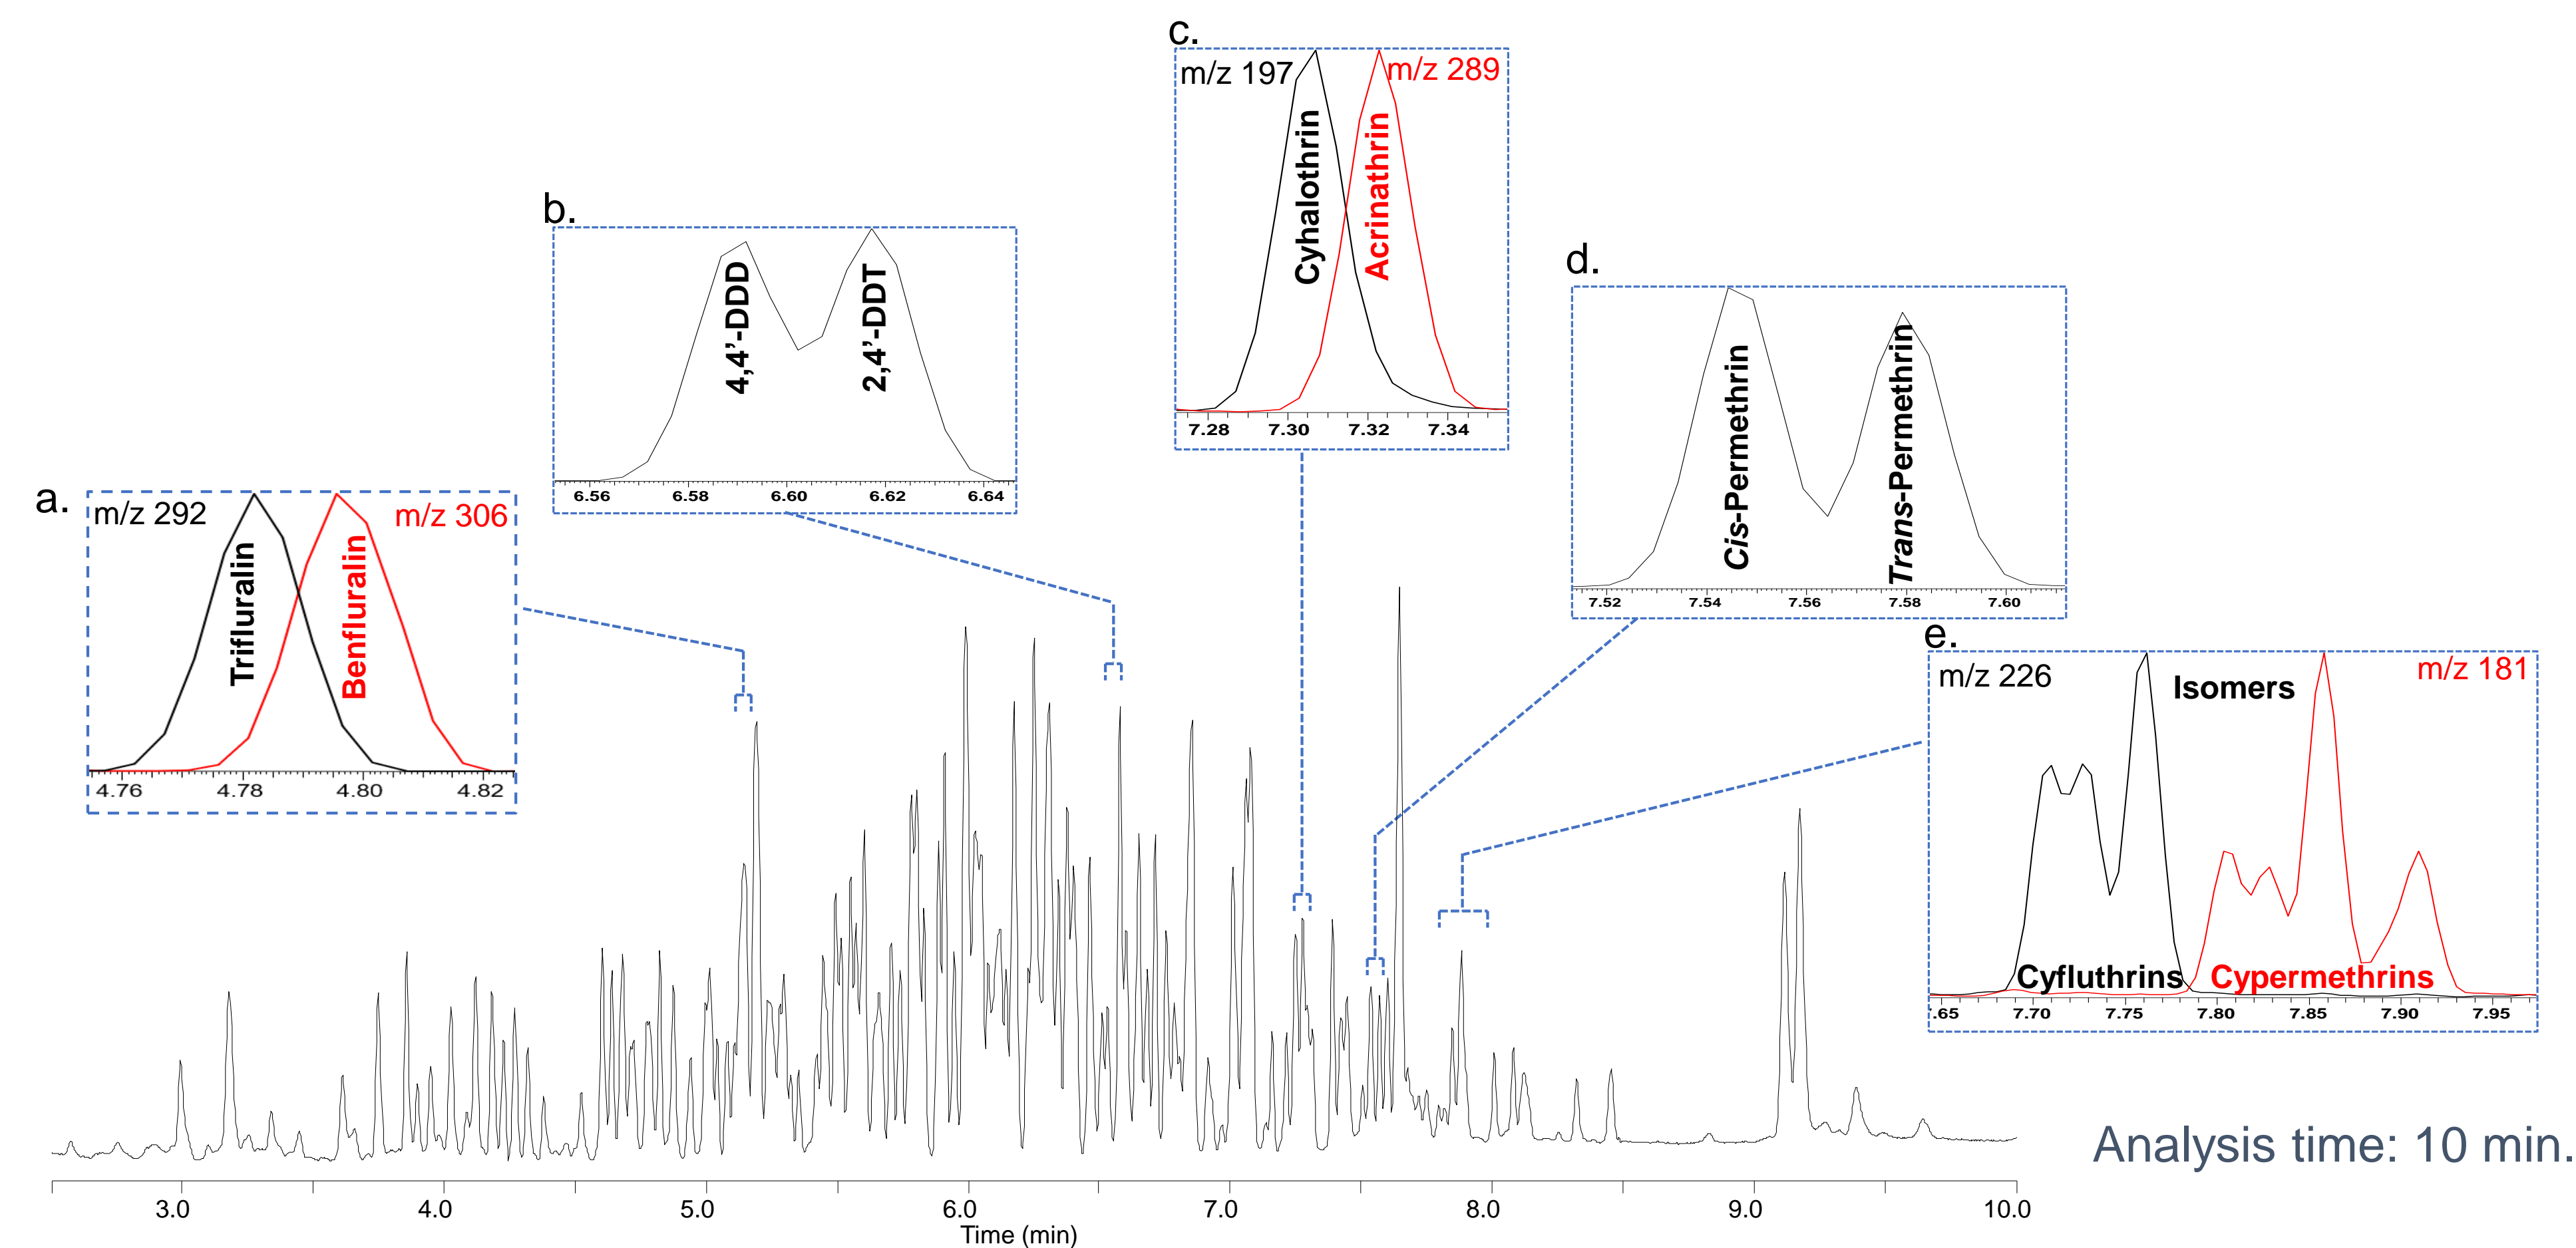 c.
m/z 197
m/z 289
Cyhalothrin
Acrinathrin
7.28 7.30 7.32 7.34
b.
4,4’-DDD
2,4’-DDT
6.56 6.58 6.60 6.62 6.64
d.
Cis-Permethrin
Trans-Permethrin
7.52 7.54 7.56 7.58 7.60
a.
m/z 292
m/z 306
Trifluralin
Benfluralin
4.76 4.78 4.80 4.82
e.
m/z 226
Isomers
m/z 181
Cyfluthrins
Cypermethrins
.65 7.70 7.75 7.80 7.85 7.90 7.95
Analysis time: 10 min.
3.0 4.0 5.0 6.0 7.0 8.0 9.0 10.0
Time (min)